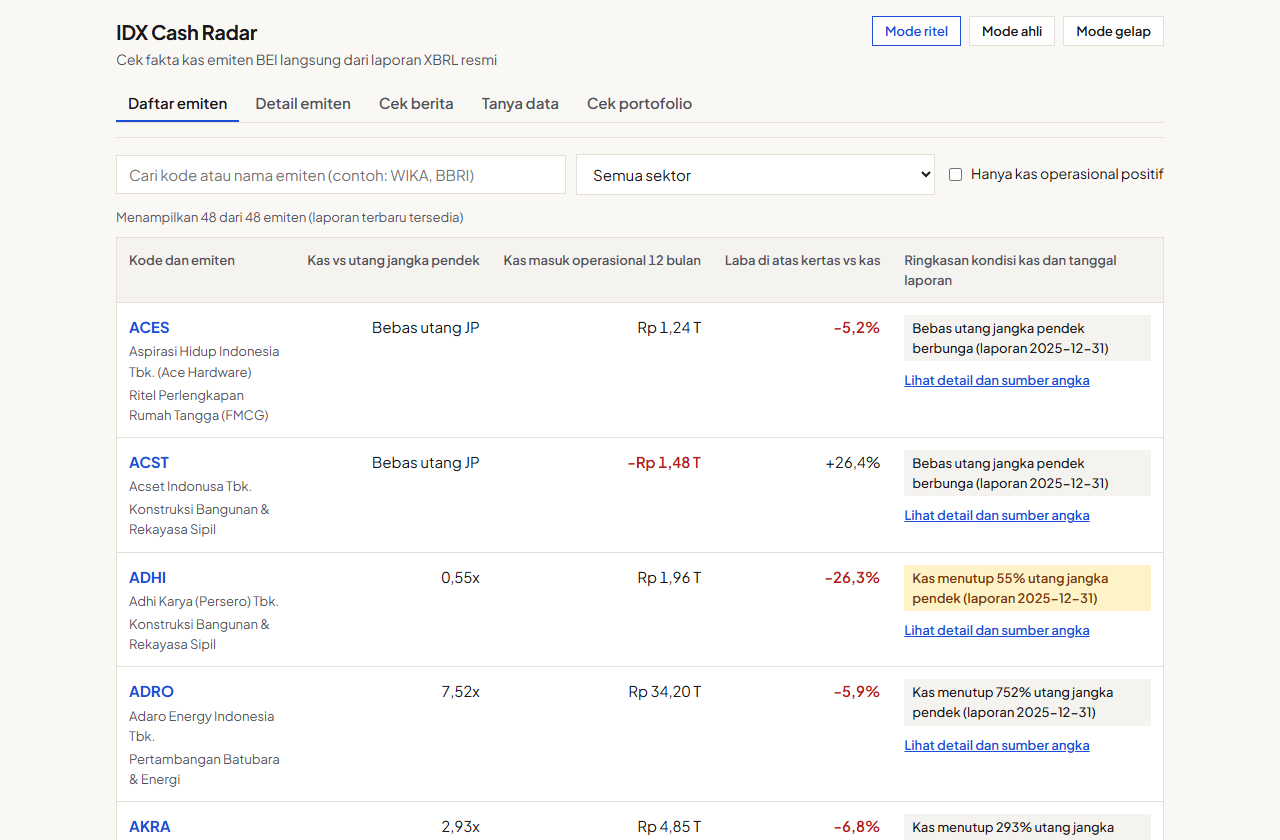 IDX Cash Radar
Mode ritel
Mode ahli
Mode gelap
Cek fakta kas emiten BEI langsung dari laporan XBRL resmi
Daftar emiten
Detail emiten
Cek berita
Tanya data
Cek portofolio
Cari kode atau nama emiten (contoh: WIKA, BBRI)
Semua sektor
Hanya kas operasional positif
Menampilkan 48 dari 48 emiten (laporan terbaru tersedia)
Kode dan emiten
Kas vs utang jangka pendek
Kas masuk operasional 12 bulan
Laba di atas kertas vs kas
Ringkasan kondisi kas dan tanggal
laporan
ACES
Aspirasi Hidup Indonesia
Tbk. (Ace Hardware)
Ritel Perlengkapan
Rumah Tangga (FMCG)
Bebas utang JP
Rp 1,24 T
-5,2%
Bebas utang jangka pendek
berbunga (laporan 2025-12-31)
Lihat detail dan sumber angka
ACST
Acset Indonusa Tbk.
Konstruksi Bangunan &
Rekayasa Sipil
Bebas utang JP
-Rp 1,48 T
+26,4%
Bebas utang jangka pendek
berbunga (laporan 2025-12-31)
Lihat detail dan sumber angka
ADHI
Adhi Karya (Persero) Tbk.
Konstruksi Bangunan &
Rekayasa Sipil
0,55x
Rp 1,96 T
-26,3%
Kas menutup 55% utang jangka
pendek (laporan 2025-12-31)
Lihat detail dan sumber angka
ADRO
Adaro Energy Indonesia
Tbk.
Pertambangan Batubara
& Energi
7,52x
Rp 34,20 T
-5,9%
Kas menutup 752% utang jangka
pendek (laporan 2025-12-31)
Lihat detail dan sumber angka
AKRA
2,93x
Rp 4,85 T
-6,8%
Kas menutup 293% utang jangka